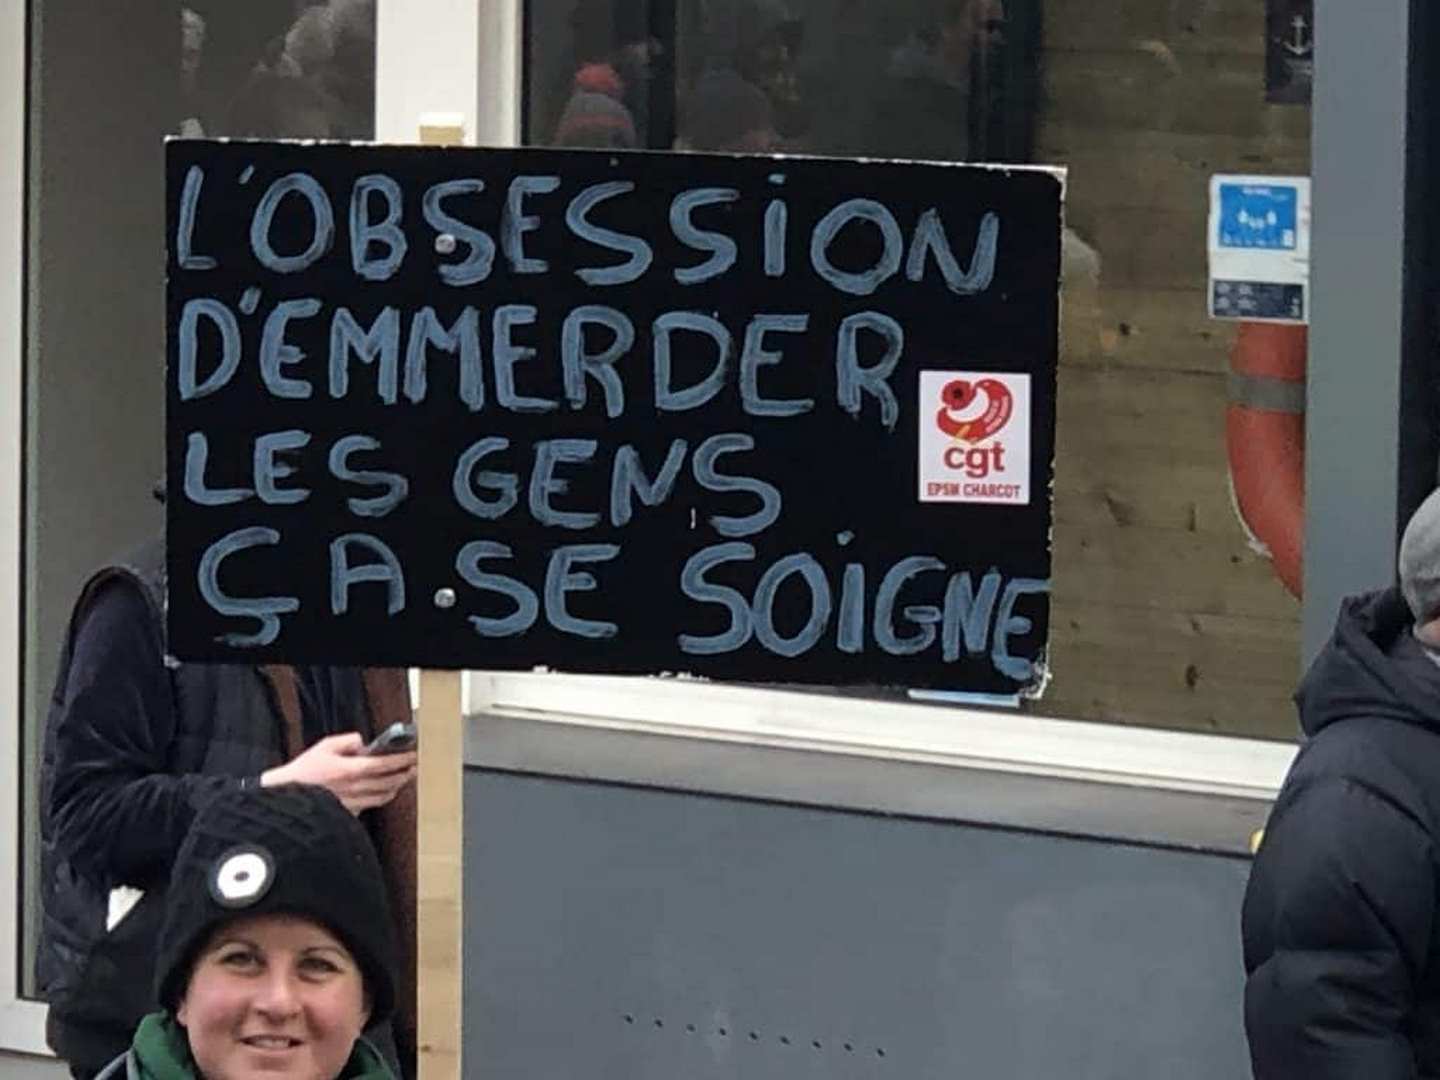 L'OBSESSION
D'EMMERDER
LES GENS
ÇA SE SOIGNE
cgt
EPSM CHARCOT